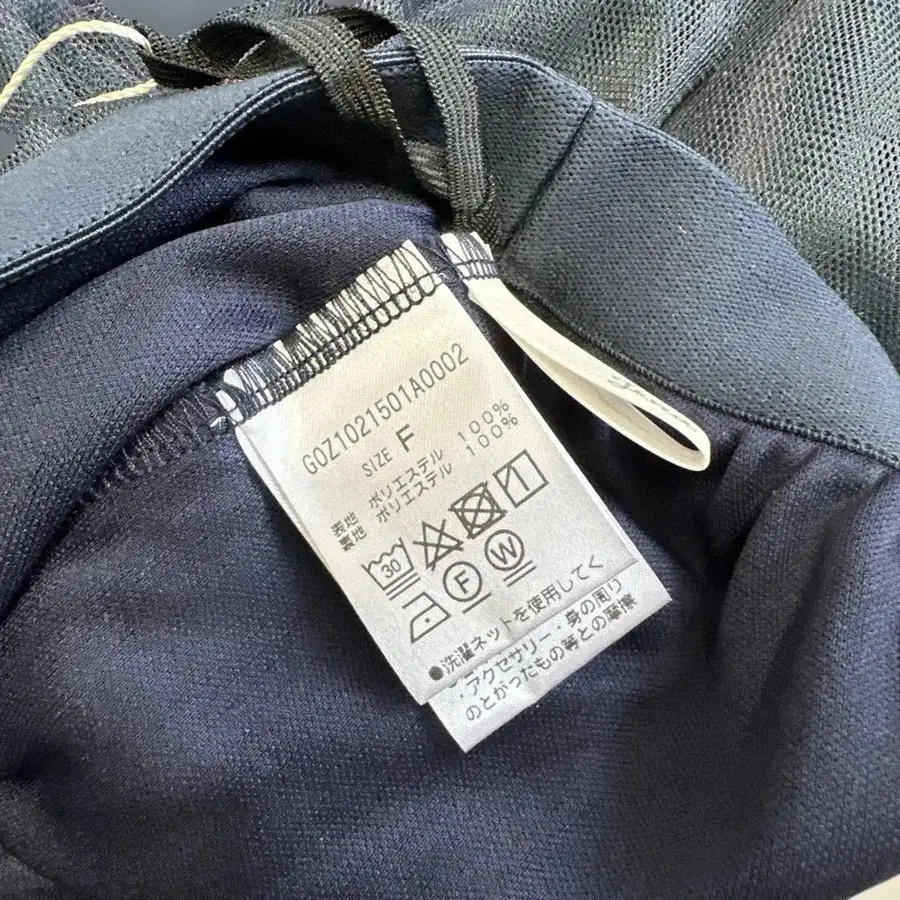 G0Z1021501A0002
SIZE F
表地 ポリエステル 100%
裏地 ポリエステル 100%
30
F W
●洗濯ネットを使用してく
・アクセサリー・身の周り
のとがったもの等との摩擦